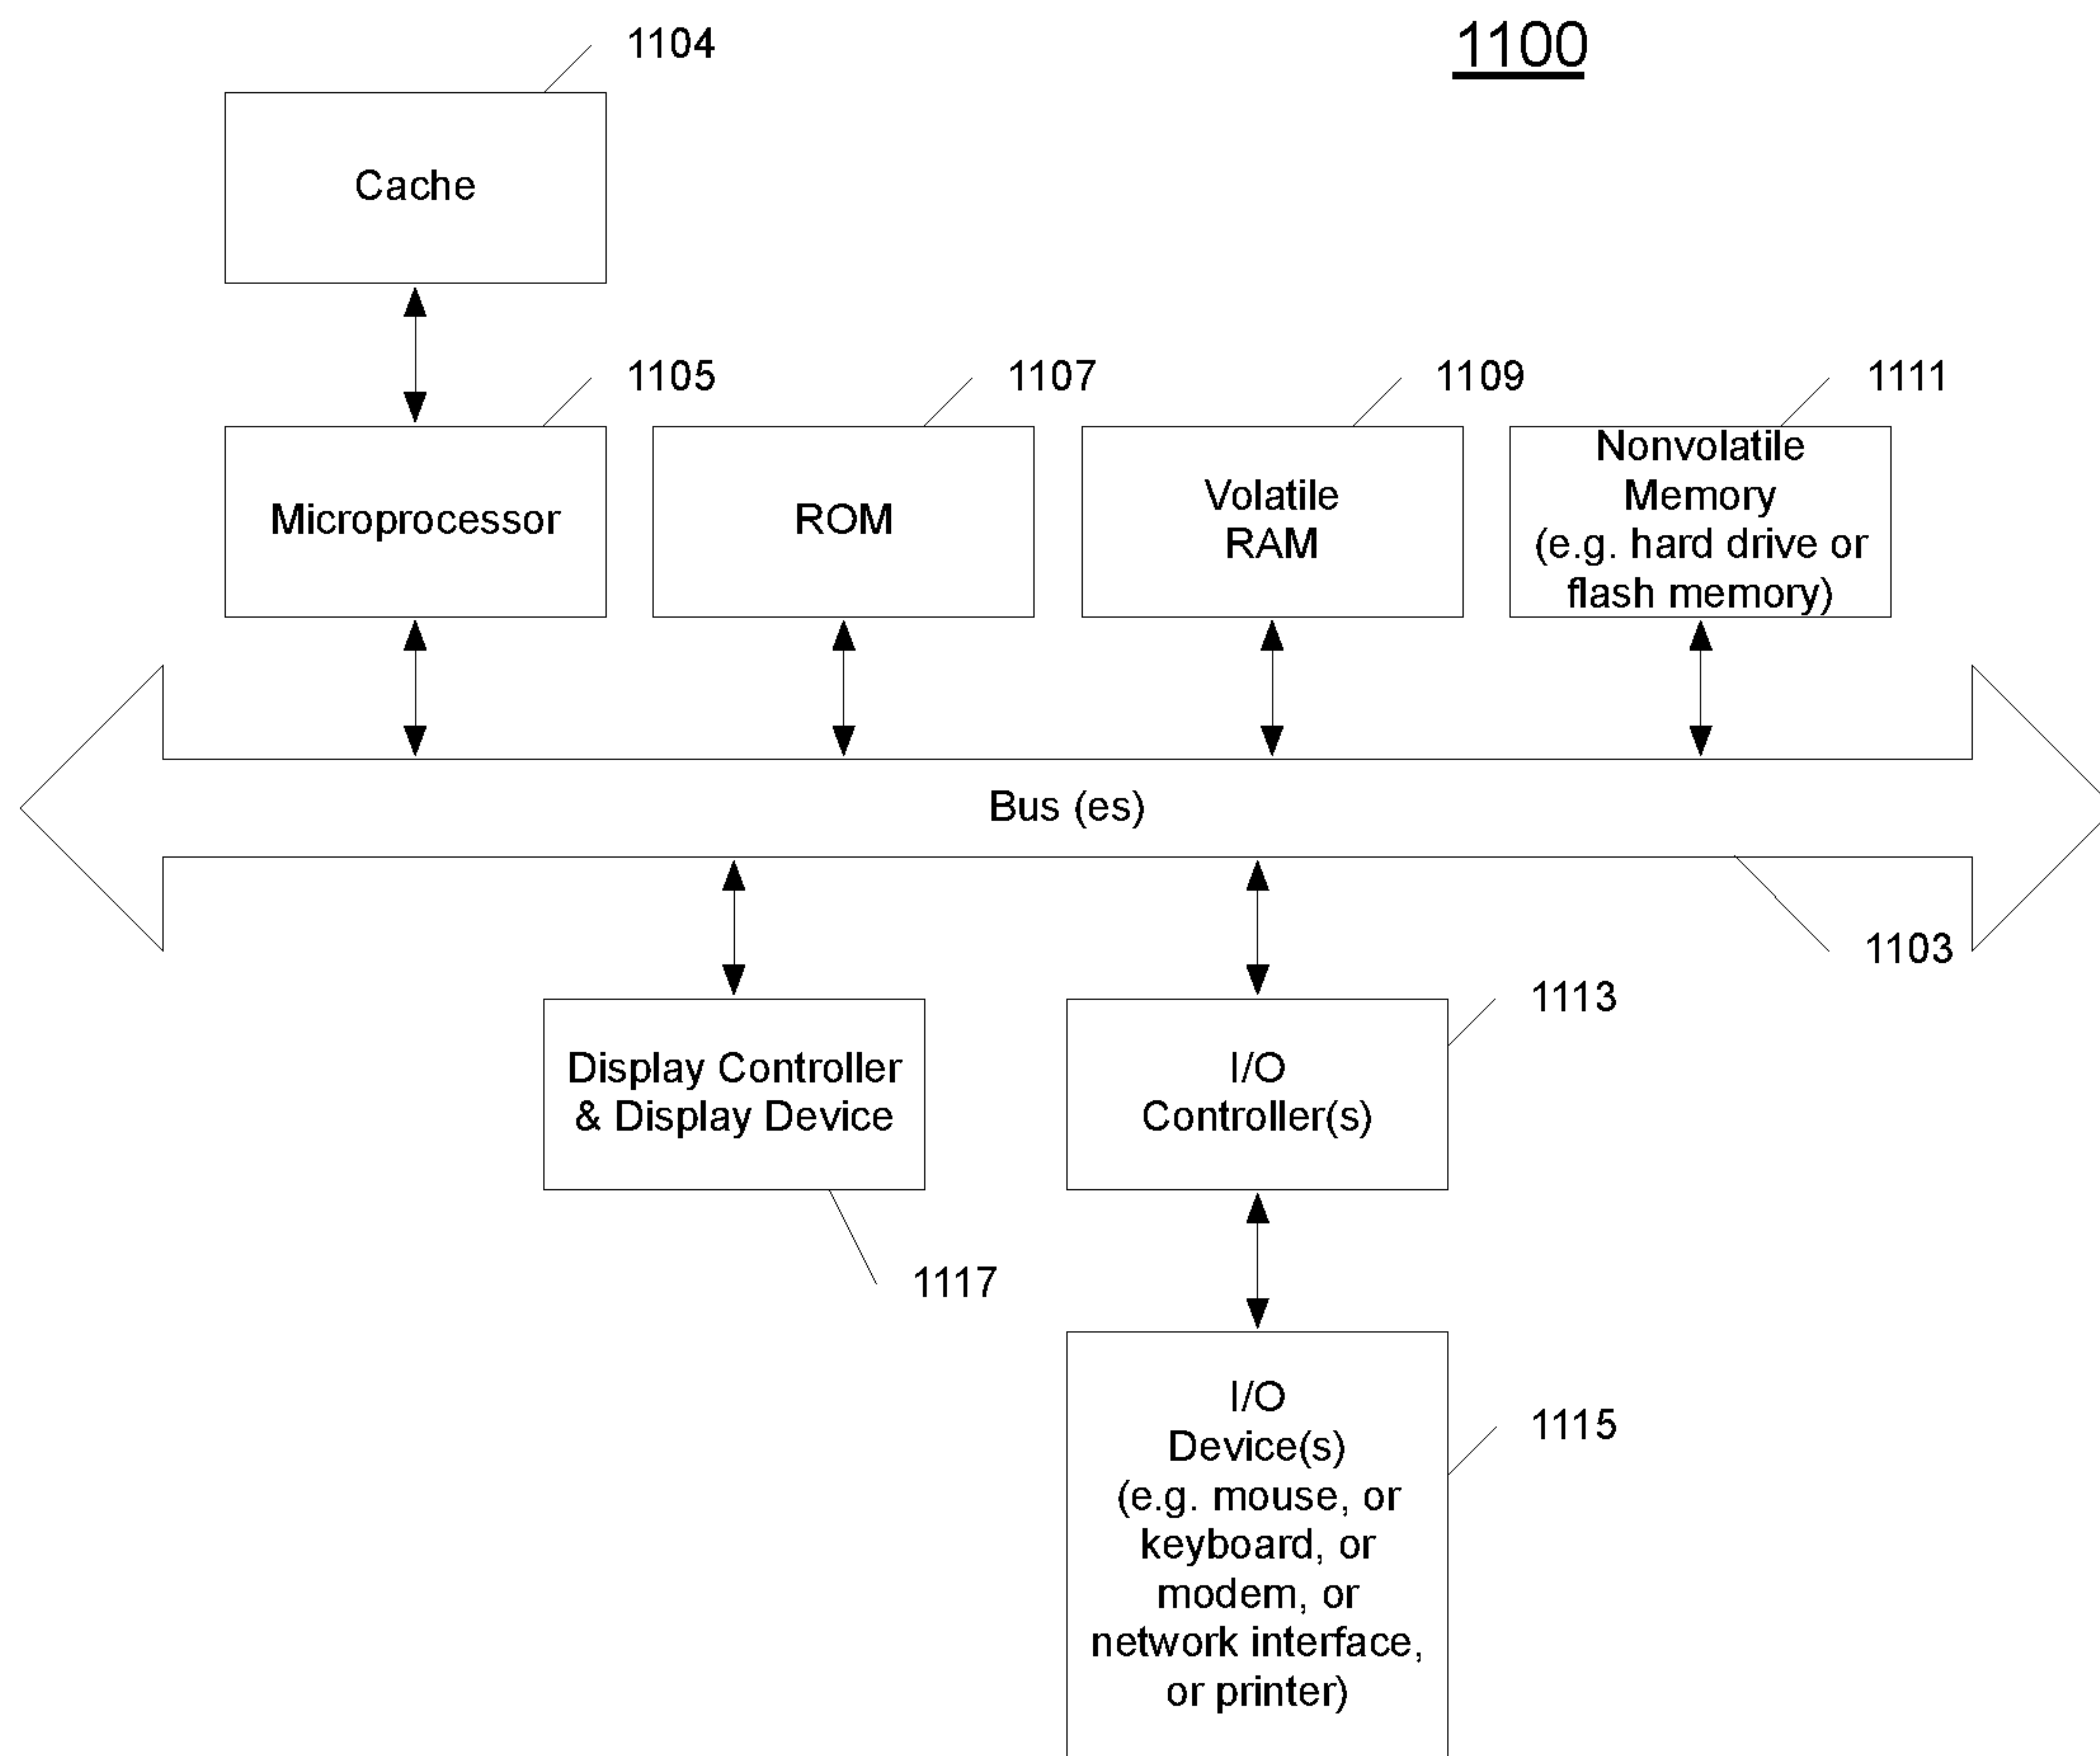 1100
1104
Cache
1105
1107
1109
1111
Microprocessor
ROM
Volatile
RAM
Nonvolatile
Memory
(e.g. hard drive or
flash memory)
Bus (es)
1103
1113
Display Controller
& Display Device
I/O
Controller(s)
1117
1115
I/O
Device(s)
(e.g. mouse, or
keyboard, or
modem, or
network interface,
or printer)